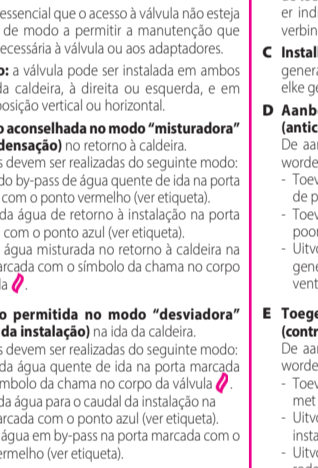 essencial que o acesso à válvula não esteja
de modo a permitir a manutenção que
ecessária à válvula ou aos adaptadores.
o: a válvula pode ser instalada em ambos
da caldeira, à direita ou esquerda, e em
posição vertical ou horizontal.
o aconselhada no modo “misturadora”
densação) no retorno à caldeira.
s devem ser realizadas do seguinte modo:
do by-pass de água quente de ida na porta
com o ponto vermelho (ver etiqueta).
da água de retorno à instalação na porta
com o ponto azul (ver etiqueta).
água misturada no retorno à caldeira na
arcada com o símbolo da chama no corpo
la .
o permitida no modo “desviadora”
da instalação) na ida da caldeira.
s devem ser realizadas do seguinte modo:
da água quente de ida na porta marcada
mbolo da chama no corpo da válvula .
da água para o caudal da instalação na
arcada com o ponto azul (ver etiqueta).
água em by-pass na porta marcada com o
ermelho (ver etiqueta).
er indi
verbin
C Instal
genera
elke ge
D Aanb
(antic
De aan
worde
- Toev
de p
- Toev
poor
- Uitv
gene
vent
E Toege
(contr
De aan
worde
- Toev
met
- Uitv
insta
- Uitv